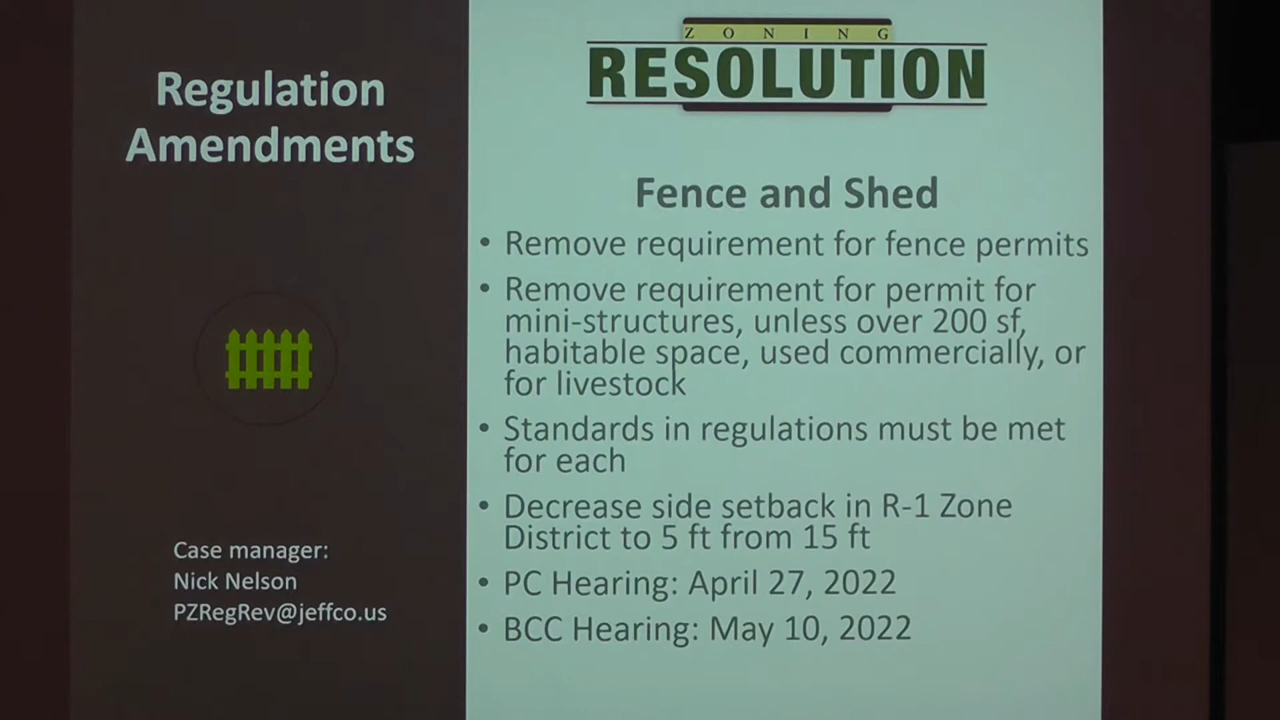 Regulation
Amendments
Case manager:
Nick Nelson
PZRegRev@jeffco.us
ZONING
RESOLUTION
Fence and Shed
• Remove requirement for fence permits
• Remove requirement for permit for
mini-structures, unless over 200 sf,
habitable space, used commercially, or
for livestock
• Standards in regulations must be met
for each
• Decrease side setback in R-1 Zone
District to 5 ft from 15 ft
• PC Hearing: April 27, 2022
• BCC Hearing: May 10, 2022